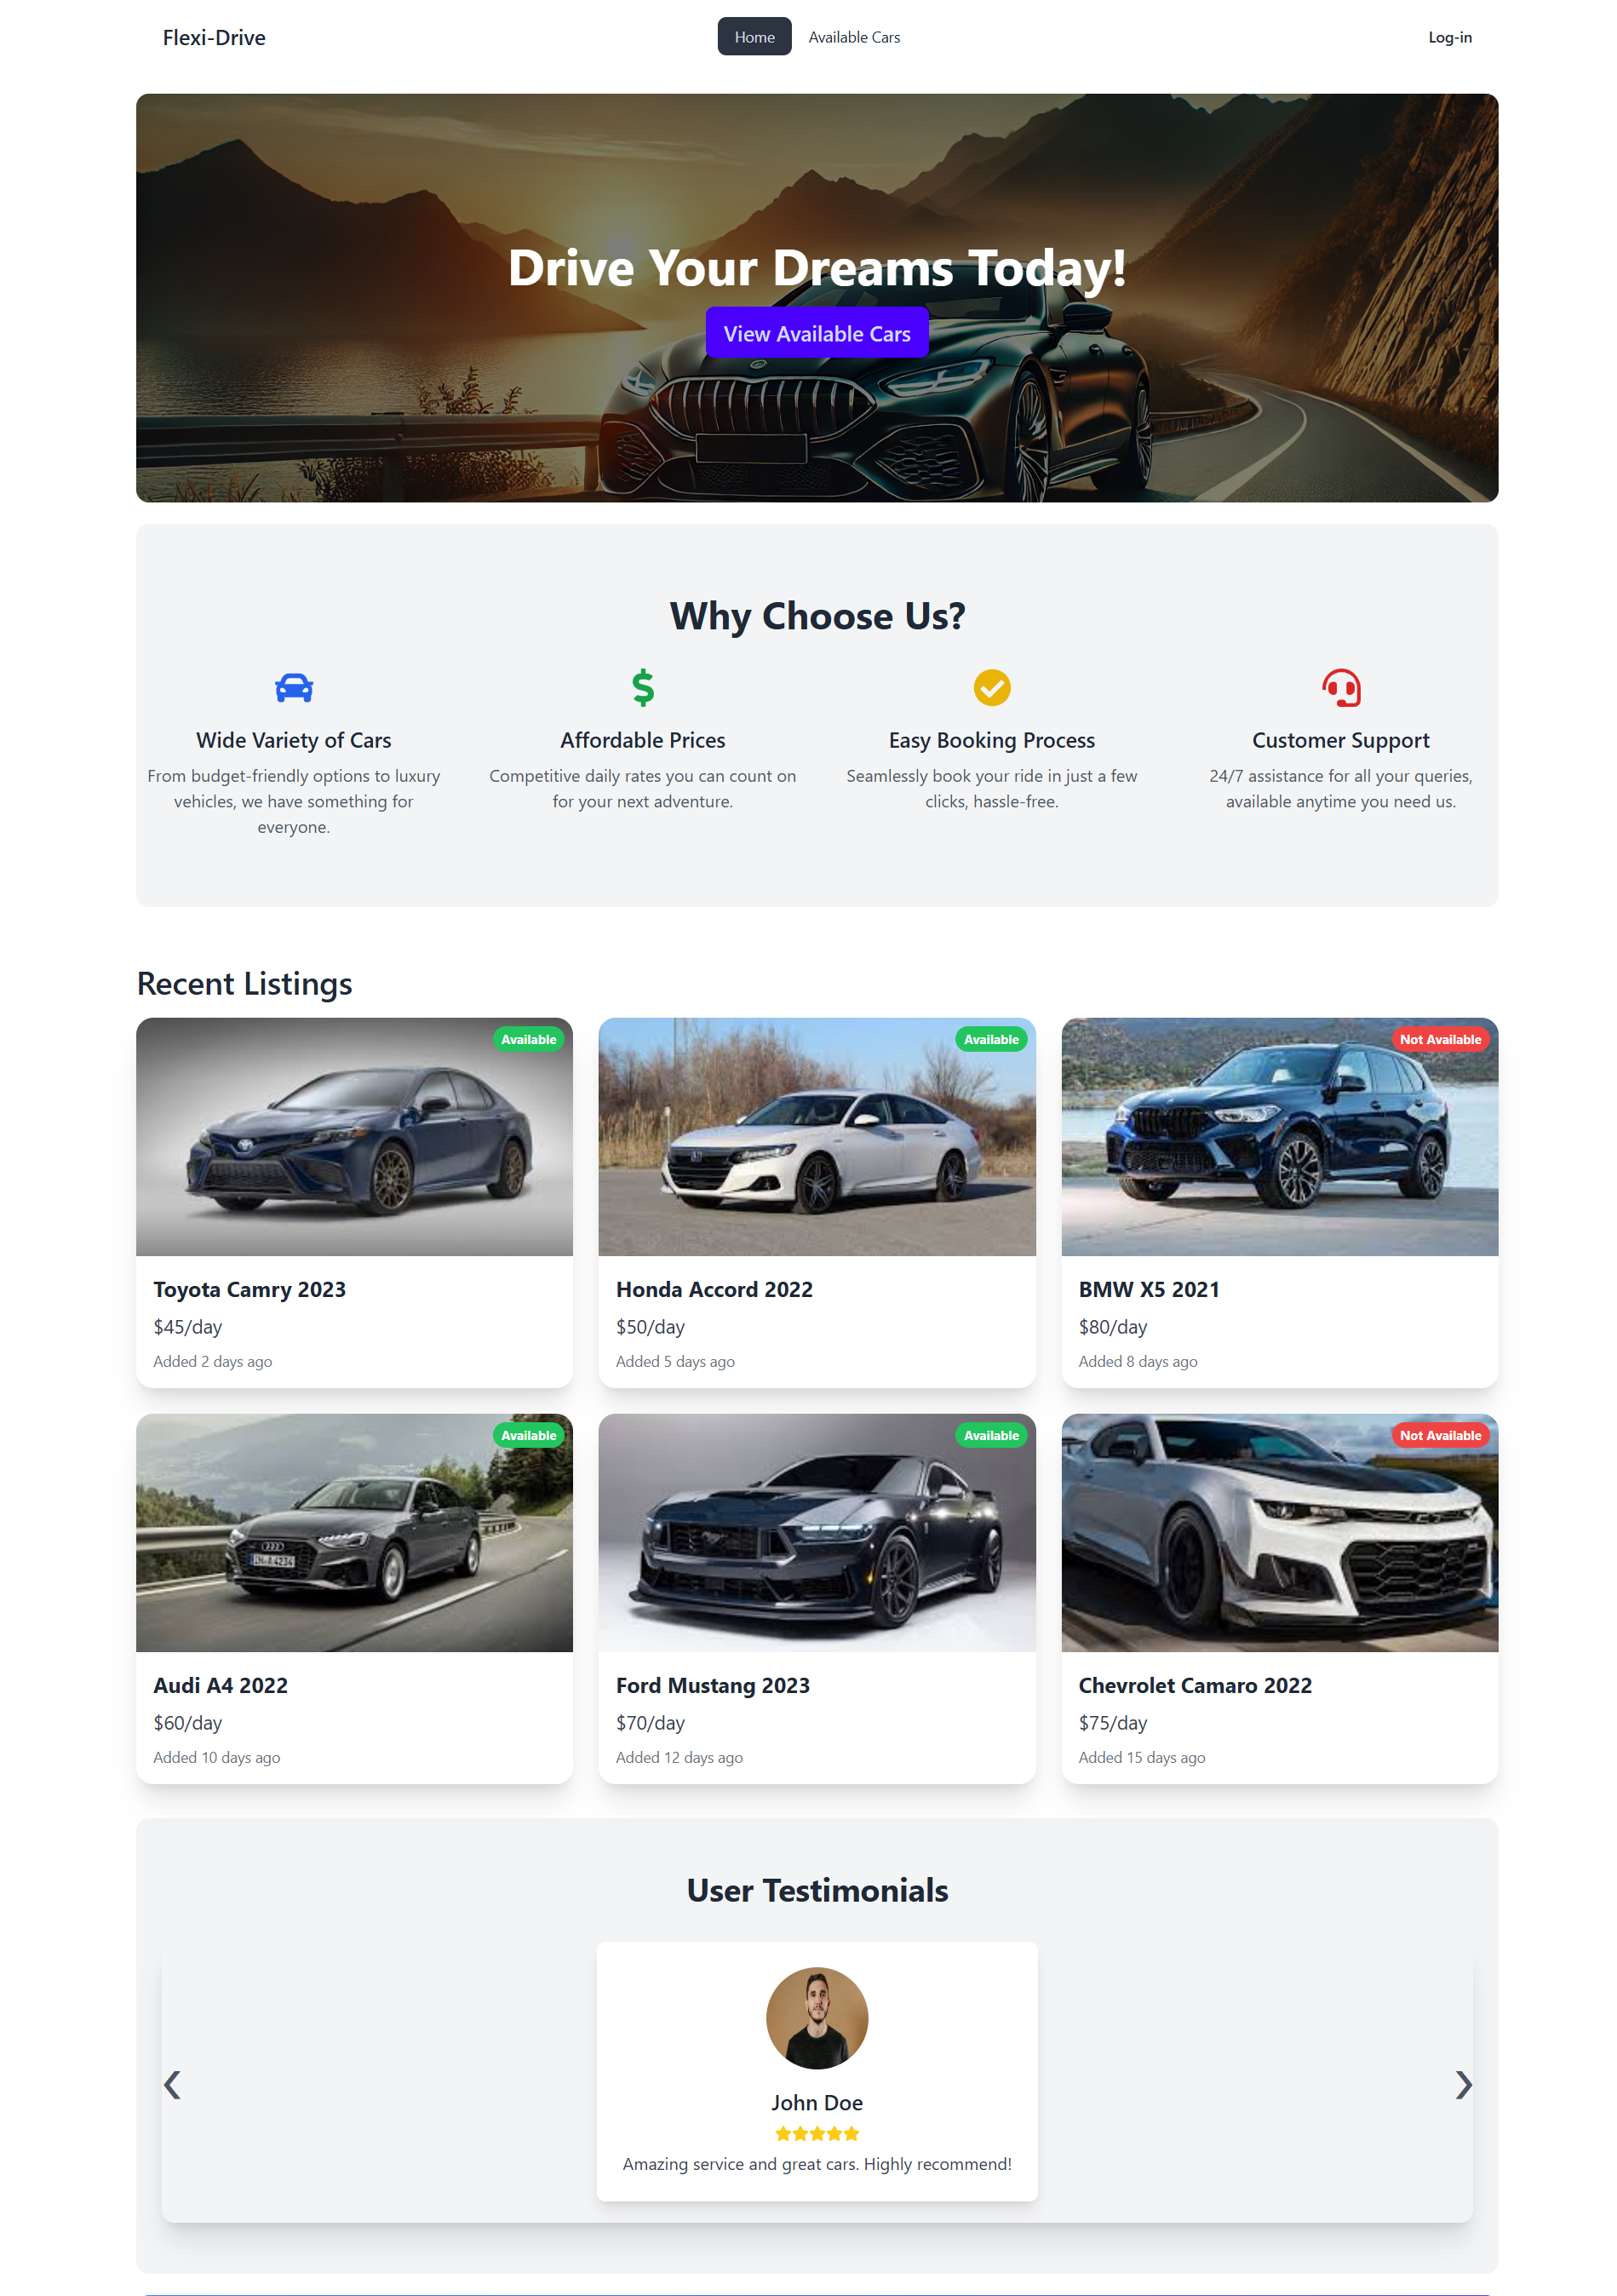 Flexi-Drive
Home
Available Cars
Log-in
Drive Your Dreams Today!
View Available Cars
Why Choose Us?
Wide Variety of Cars
From budget-friendly options to luxury
vehicles, we have something for
everyone.
Affordable Prices
Competitive daily rates you can count on
for your next adventure.
Easy Booking Process
Seamlessly book your ride in just a few
clicks, hassle-free.
Customer Support
24/7 assistance for all your queries,
available anytime you need us.
Recent Listings
Available
Toyota Camry 2023
$45/day
Added 2 days ago
Available
Honda Accord 2022
$50/day
Added 5 days ago
Not Available
BMW X5 2021
$80/day
Added 8 days ago
Available
Audi A4 2022
$60/day
Added 10 days ago
Available
Ford Mustang 2023
$70/day
Added 12 days ago
Not Available
Chevrolet Camaro 2022
$75/day
Added 15 days ago
User Testimonials
John Doe
Amazing service and great cars. Highly recommend!